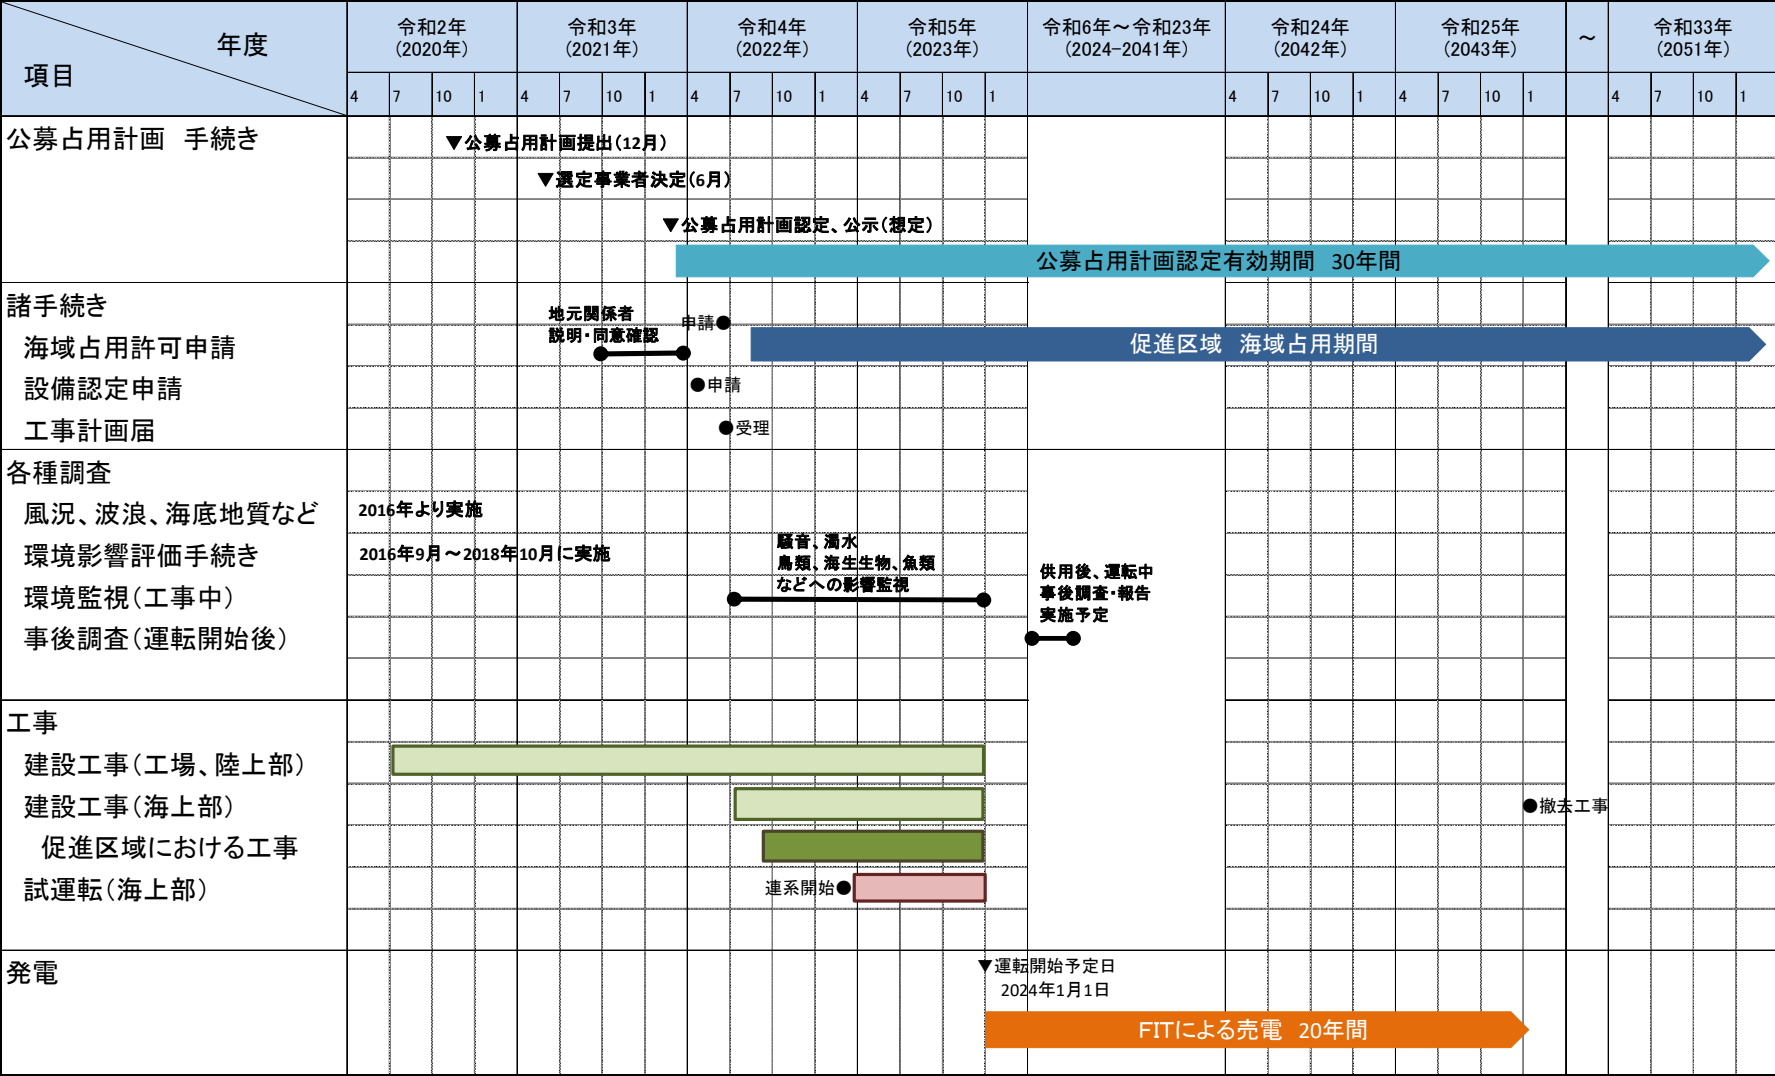 年度
項目
令和2年
(2020年)
令和3年
(2021年)
令和4年
(2022年)
令和5年
(2023年)
令和6年～令和23年
(2024-2041年)
令和24年
(2042年)
令和25年
(2043年)
～
令和33年
(2051年)
4 7 10 1 4 7 10 1 4 7 10 1 4 7 10 1 4 7 10 1 4 7 10 1 4 7 10 1
公募占用計画 手続き
▼公募占用計画提出(12月)
▼選定事業者決定(6月)
▼公募占用計画認定、公示(想定)
公募占用計画認定有効期間 30年間
諸手続き
地元関係者
説明・同意確認
申請●
海域占用許可申請
促進区域 海域占用期間
設備認定申請
●申請
工事計画届
●受理
各種調査
風況、波浪、海底地質など
2016年より実施
環境影響評価手続き
2016年9月～2018年10月に実施
環境監視(工事中)
騒音、濁水
鳥類、海生生物、魚類
などへの影響監視
事後調査(運転開始後)
供用後、運転中
事後調査・報告
実施予定
工事
建設工事(工場、陸上部)
建設工事(海上部)
●撤去工事
促進区域における工事
試運転(海上部)
連系開始●
発電
▼運転開始予定日
2024年1月1日
FITによる売電 20年間